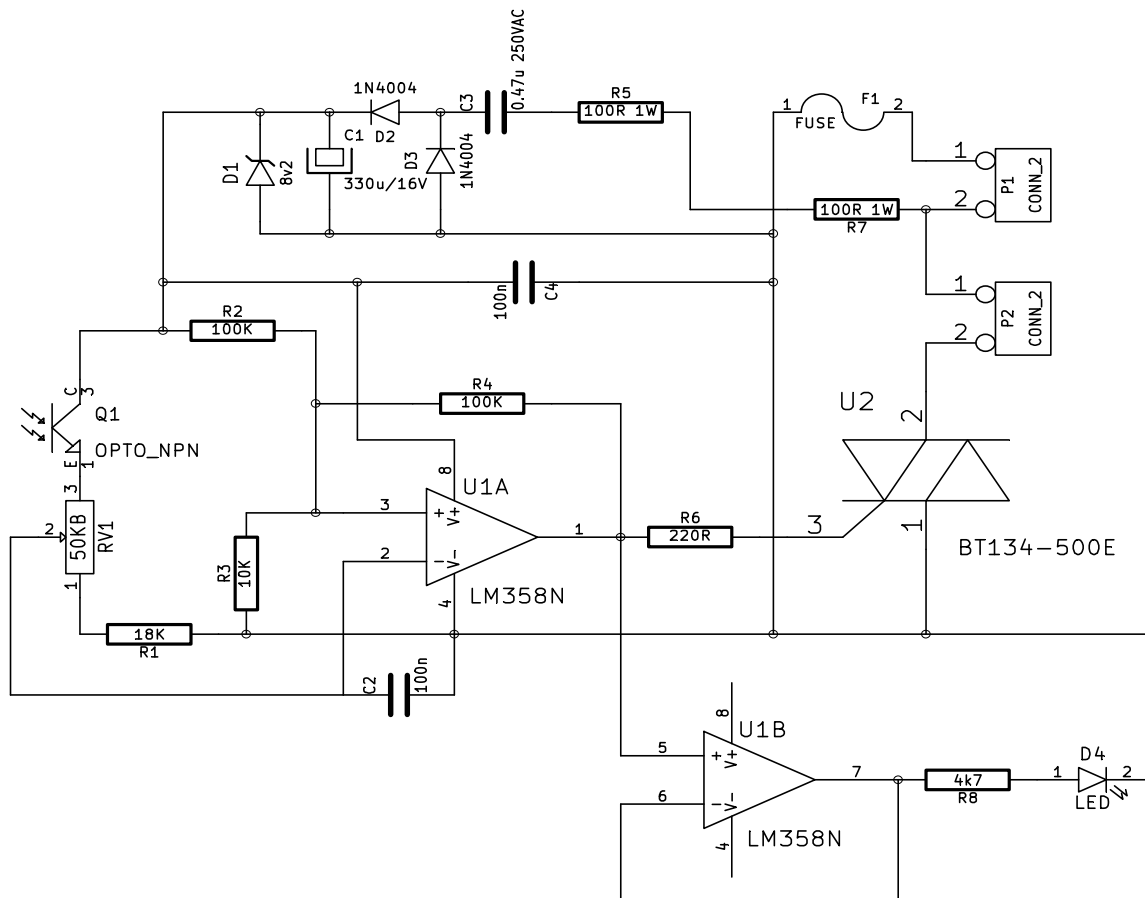 0.47u 250VAC
1N4004
C3
R5
100R 1W
1
F1
2
FUSE
C1
D2
D3
1N4004
D1
8v2
330u/16V
1
2
P1
CONN_2
100R 1W
R7
100n
C4
1
2
P2
CONN_2
R2
100K
R4
100K
C
3
Q1
OPTO_NPN
E
1
U2
2
3
1
BT134-500E
3
2
50KB
RV1
1
8
U1A
3
+
V+
1
2
-
V-
4
LM358N
R6
220R
R3
10K
18K
R1
C2
100n
8
U1B
5
+
V+
7
6
-
V-
4
LM358N
4k7
R8
D4
1
2
LED